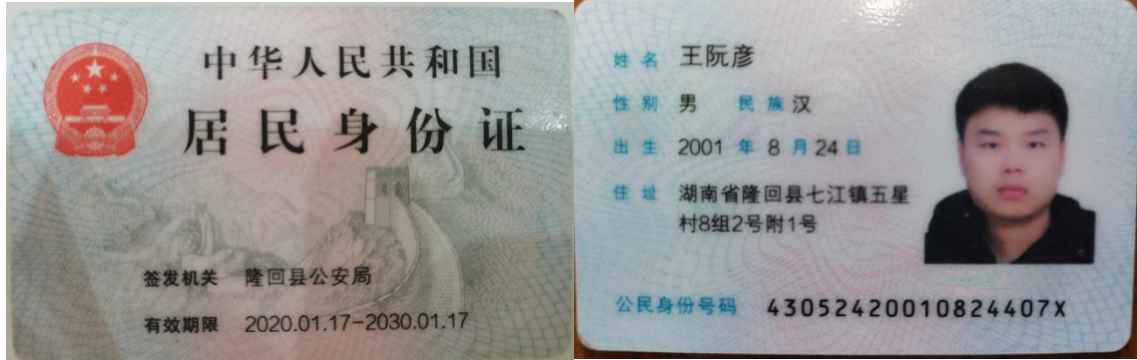 中华人民共和国
居民身份证
签发机关 隆回县公安局
有效期限 2020.01.17-2030.01.17
姓名 王阮彦
性别 男 民族 汉
出生 2001 年 8 月 24 日
住址 湖南省隆回县七江镇五星
村8组2号附1号
公民身份号码 43052420010824407X